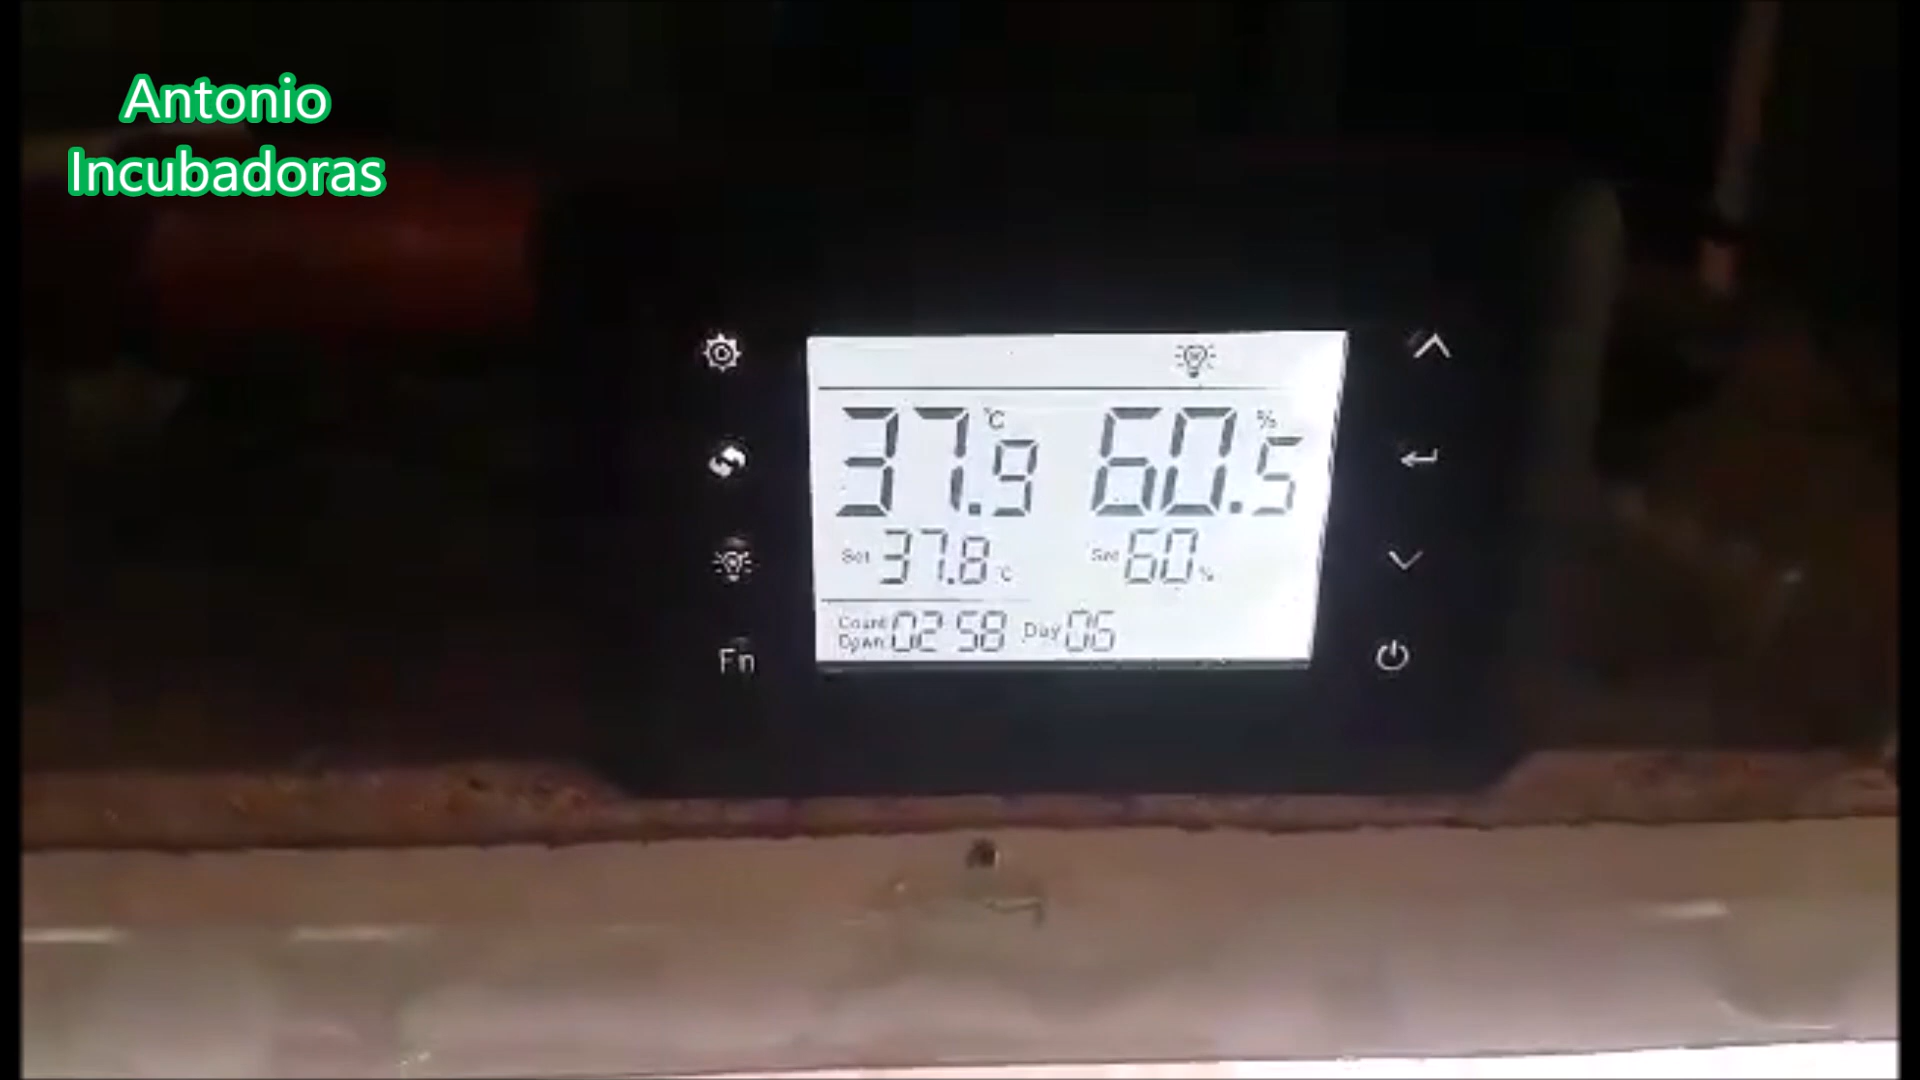 Antonio
Incubadoras
37.9 °C 60.5 %
Set 37.8 °C Set 60 %
Count Down 02 58 Day 05
Fn